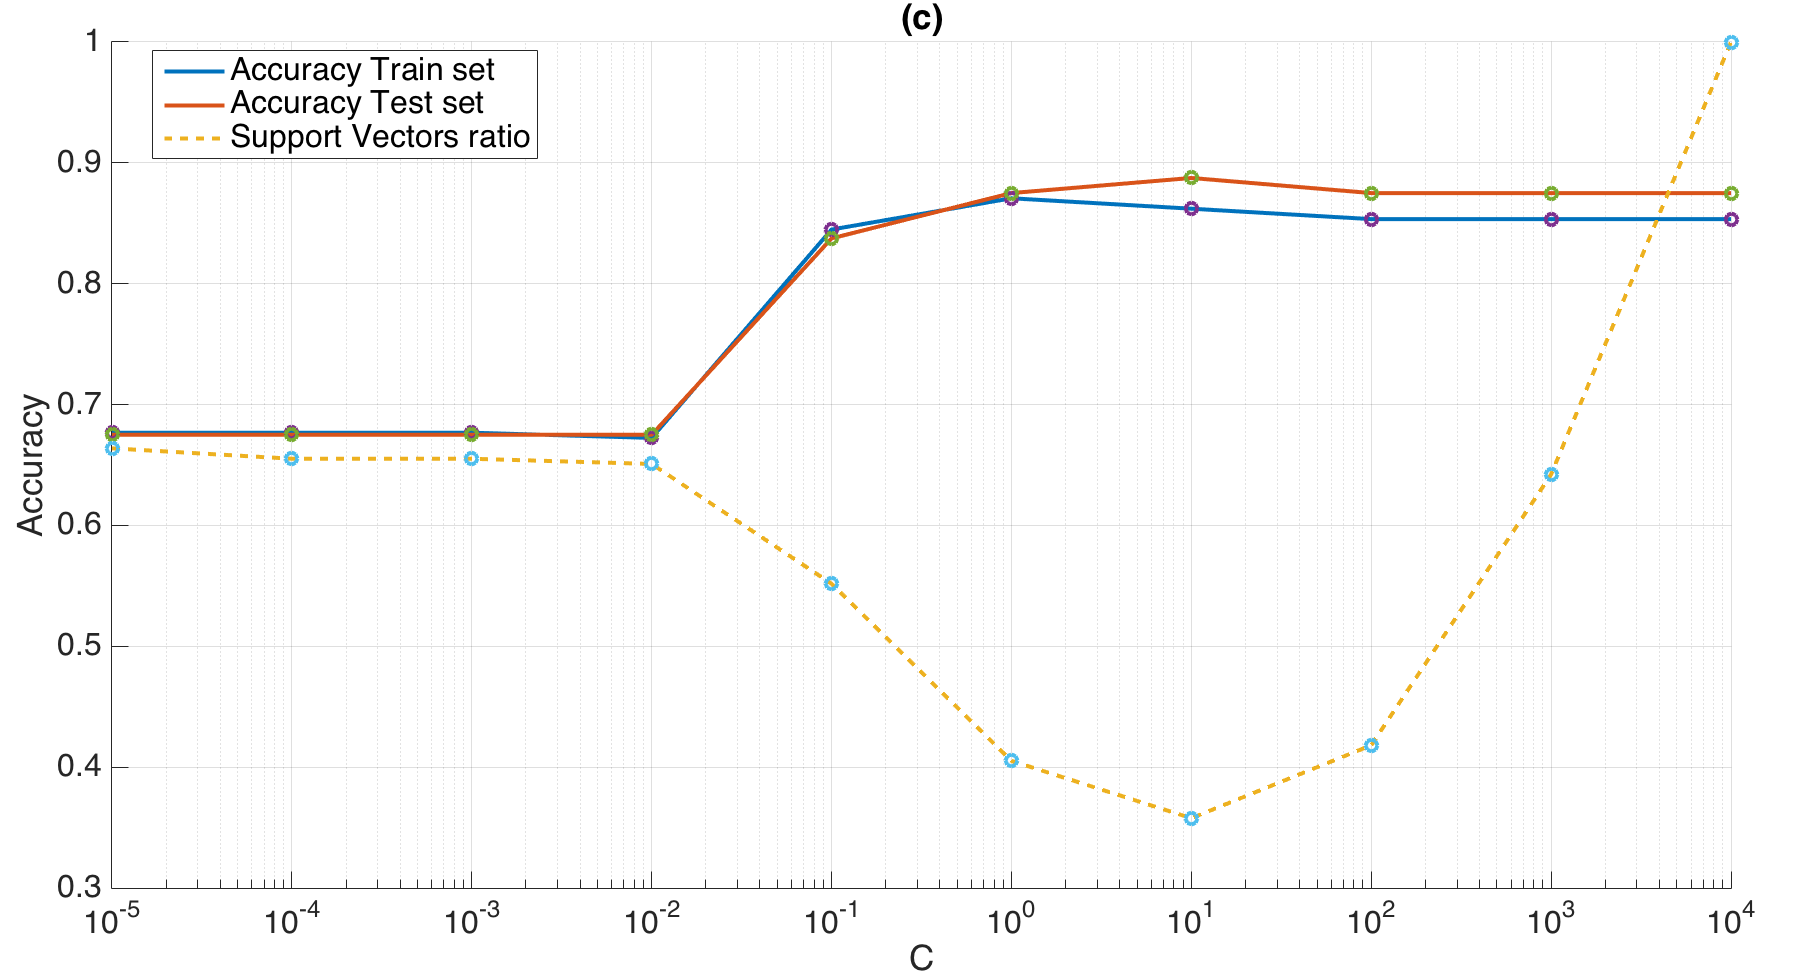 (c)
Accuracy Train set
Accuracy Test set
Support Vectors ratio
1
0.9
0.8
0.7
0.6
0.5
0.4
0.3
Accuracy
10^-5 10^-4 10^-3 10^-2 10^-1 10^0 10^1 10^2 10^3 10^4
C